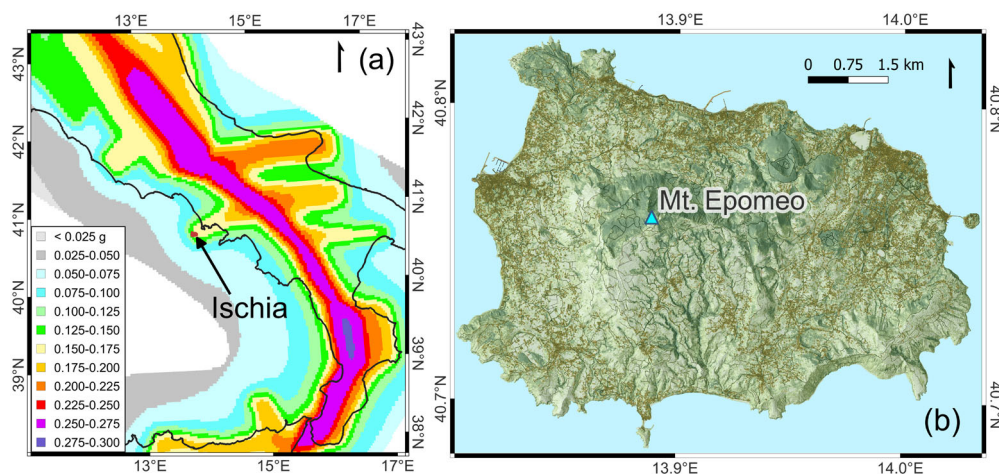 13°E 15°E 17°E
(a)
43°N
42°N
41°N
40°N
39°N
43°N
42°N
41°N
40°N
39°N
38°N
Ischia
< 0.025 g
0.025-0.050
0.050-0.075
0.075-0.100
0.100-0.125
0.125-0.150
0.150-0.175
0.175-0.200
0.200-0.225
0.225-0.250
0.250-0.275
0.275-0.300
13°E 15°E 17°E
13.9°E 14.0°E
0 0.75 1.5 km
40.8°N
40.8°N
Mt. Epomeo
40.7°N
40.7°N
(b)
13.9°E 14.0°E